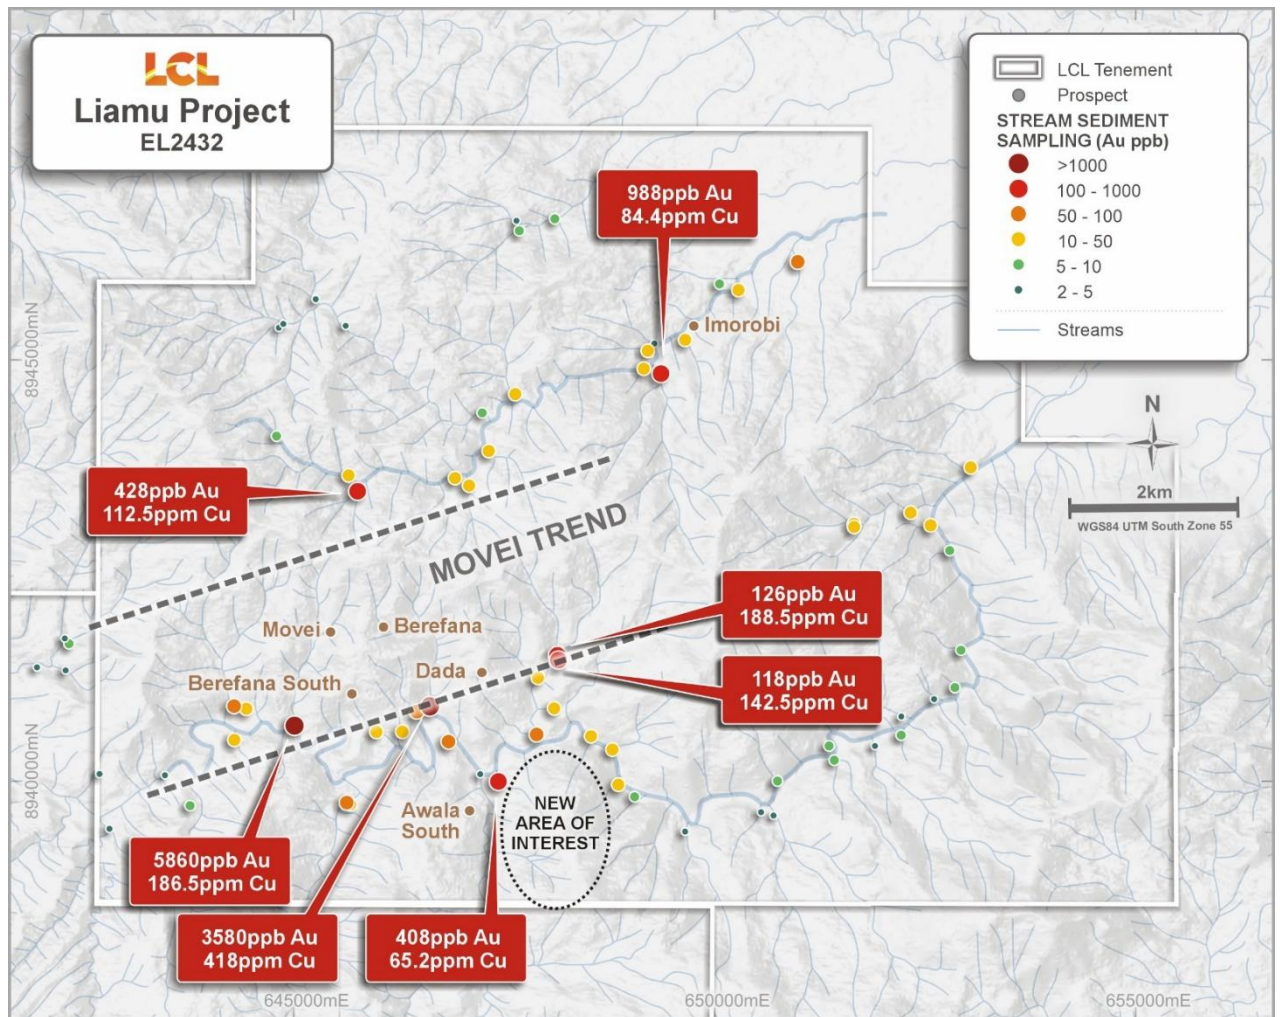 LCL
Liamu Project
EL2432
LCL Tenement
Prospect
STREAM SEDIMENT
SAMPLING (Au ppb)
>1000
100 - 1000
50 - 100
10 - 50
5 - 10
2 - 5
Streams
988ppb Au
84.4ppm Cu
Imorobi
8945000mN
N
2km
WGS84 UTM South Zone 55
428ppb Au
112.5ppm Cu
MOVEI TREND
126ppb Au
188.5ppm Cu
Movei
Berefana
Dada
Berefana South
118ppb Au
142.5ppm Cu
8940000mN
Awala
South
NEW
AREA OF
INTEREST
5860ppb Au
186.5ppm Cu
3580ppb Au
418ppm Cu
408ppb Au
65.2ppm Cu
645000mE
650000mE
655000mE